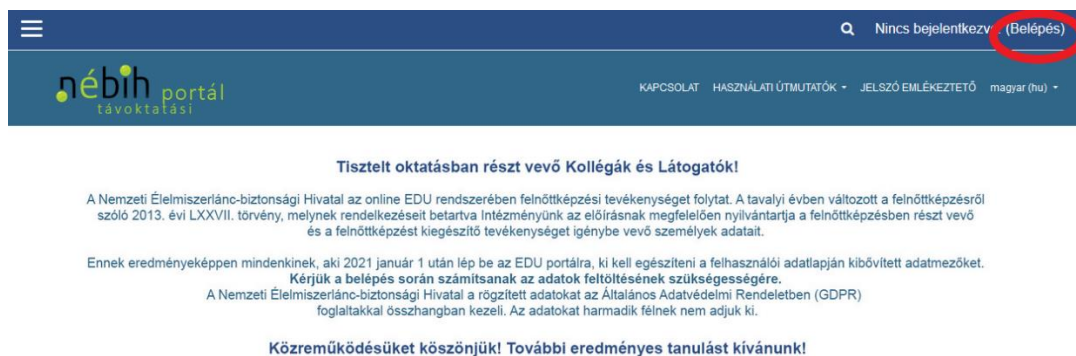 Nincs bejelentkezve. (Belépés)
nébih portál
távoktatási
KAPCSOLAT HASZNÁLATI ÚTMUTATÓK JELSZÓ EMLÉKEZTETŐ magyar (hu)
Tisztelt oktatásban részt vevő Kollégák és Látogatók!
A Nemzeti Élelmiszerlánc-biztonsági Hivatal az online EDU rendszerében felnőttképzési tevékenységet folytat. A tavalyi évben változott a felnőttképzésről
szóló 2013. évi LXXVII. törvény, melynek rendelkezéseit betartva Intézményünk az előírásnak megfelelően nyilvántartja a felnőttképzésben részt vevő
és a felnőttképzést kiegészítő tevékenységet igénybe vevő személyek adatait.
Ennek eredményeképpen mindenkinek, aki 2021 január 1 után lép be az EDU portálra, ki kell egészíteni a felhasználói adatlapján kibővített adatmezőket.
Kérjük a belépés során számítsanak az adatok feltöltésének szükségességére.
A Nemzeti Élelmiszerlánc-biztonsági Hivatal a rögzített adatokat az Általános Adatvédelmi Rendeletben (GDPR)
foglaltakkal összhangban kezeli. Az adatokat harmadik félnek nem adjuk ki.
Közreműködésüket köszönjük! További eredményes tanulást kívánunk!